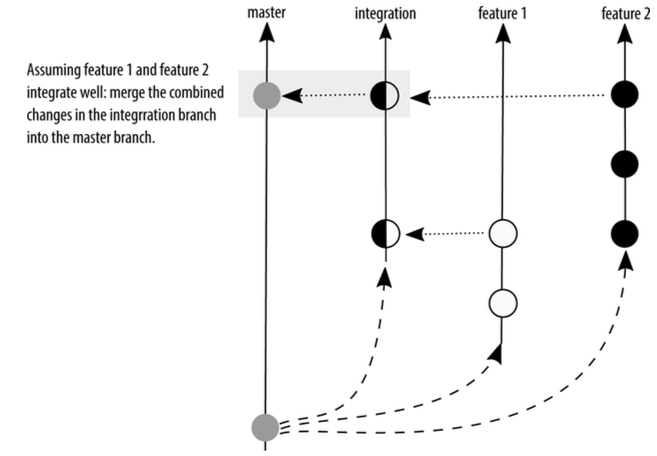 master
integration
feature 1
feature 2
Assuming feature 1 and feature 2
integrate well: merge the combined
changes in the integrration branch
into the master branch.